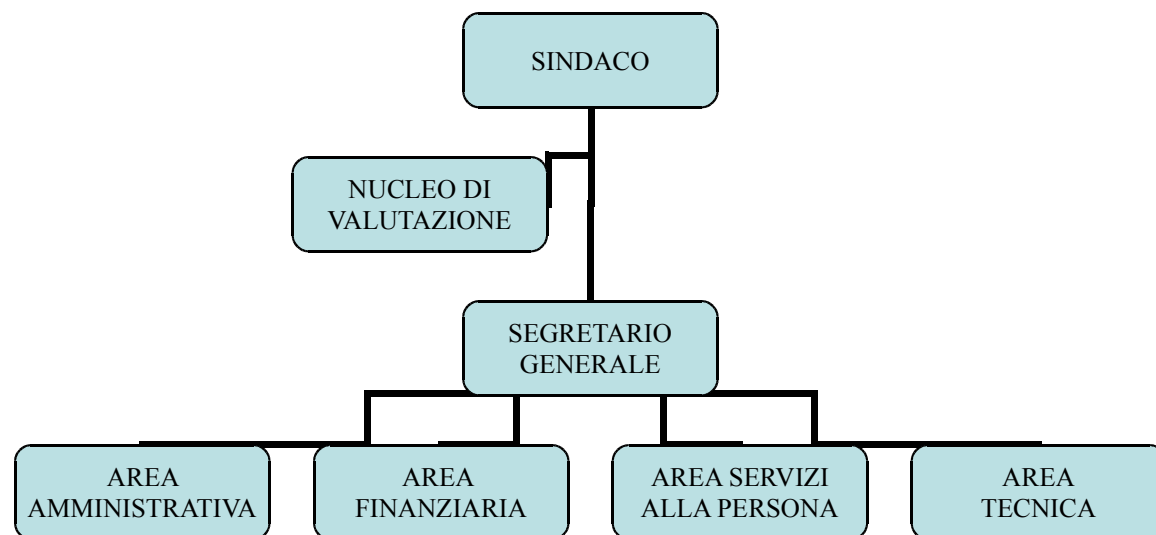 SINDACO
NUCLEO DI
VALUTAZIONE
SEGRETARIO
GENERALE
AREA
AMMINISTRATIVA
AREA
FINANZIARIA
AREA SERVIZI
ALLA PERSONA
AREA
TECNICA